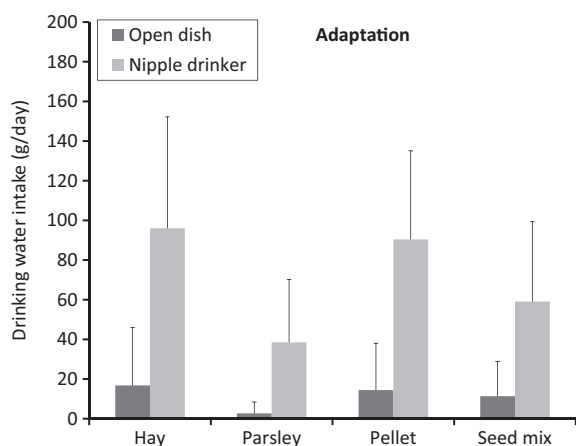 200
Open dish
Adaptation
180
Nipple drinker
160
140
120
100
80
60
40
20
0
Drinking water intake (g/day)
Hay Parsley Pellet Seed mix